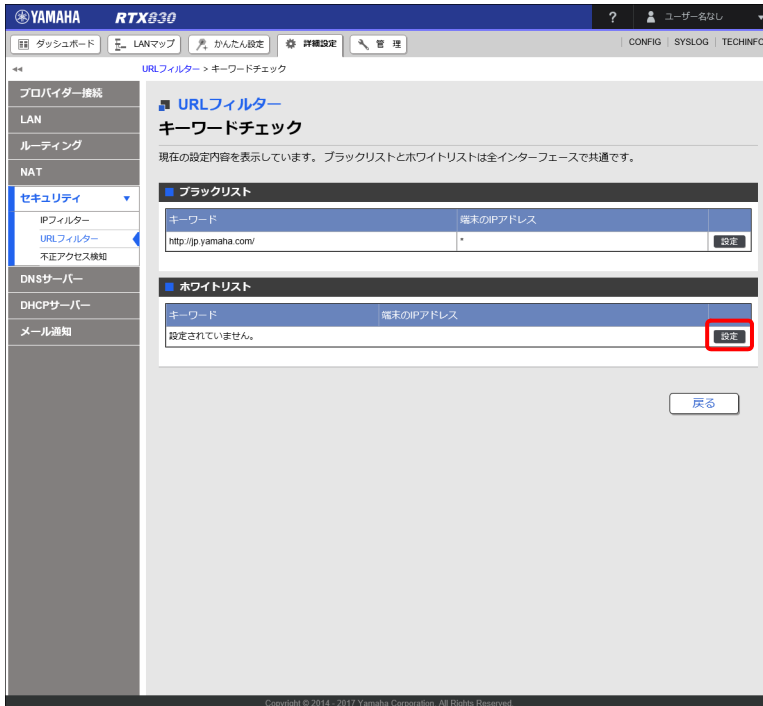 YAMAHA RTX830 ? ユーザー名なし
ダッシュボード LANマップ かんたん設定 詳細設定 管 理 CONFIG SYSLOG TECHINFO
URLフィルター > キーワードチェック
プロバイダー接続
LAN
ルーティング
NAT
セキュリティ
IPフィルター
URLフィルター
不正アクセス検知
DNSサーバー
DHCPサーバー
メール通知
URLフィルター
キーワードチェック
現在の設定内容を表示しています。 ブラックリストとホワイトリストは全インターフェースで共通です。
ブラックリスト
キーワード 端末のIPアドレス
http://jp.yamaha.com/ * 設定
ホワイトリスト
キーワード 端末のIPアドレス
設定されていません。 設定
戻る
Copyright © 2014 - 2017 Yamaha Corporation. All Rights Reserved.